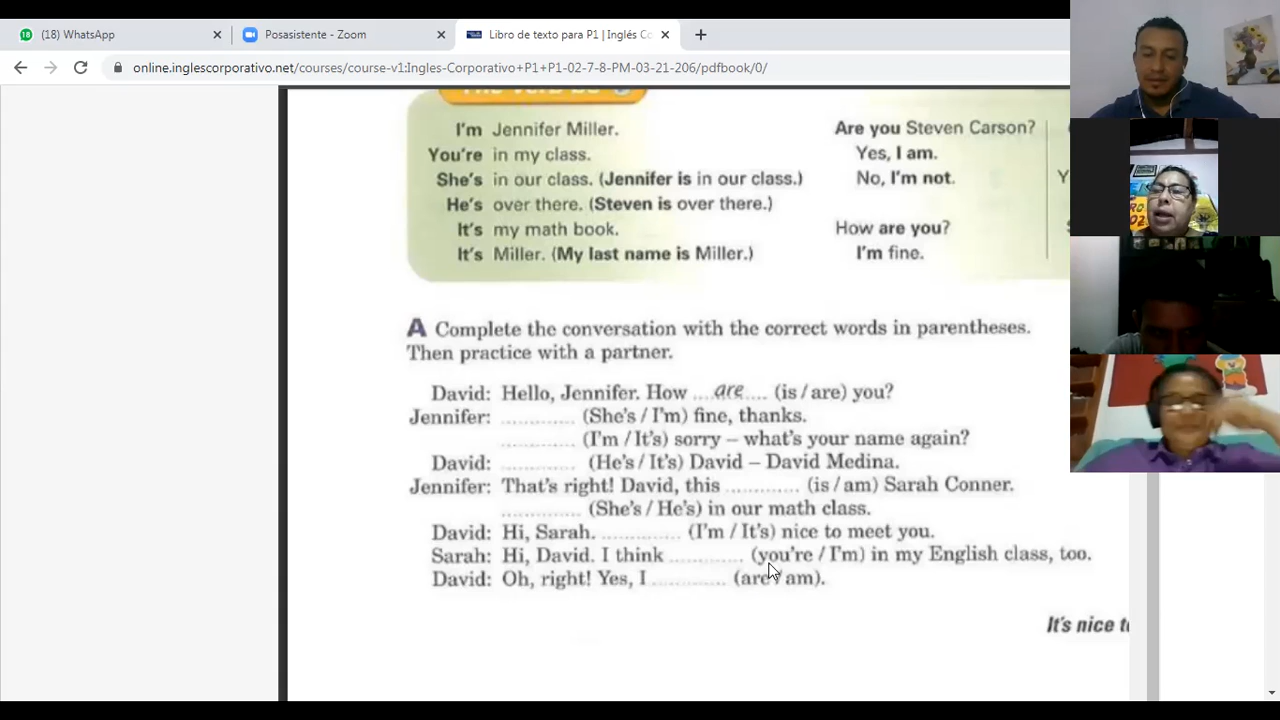 (18) WhatsApp
Posasistente - Zoom
Libro de texto para P1 | Inglés Co
online.inglescorporativo.net/courses/course-v1:Ingles-Corporativo+P1+P1-02-7-8-PM-03-21-206/pdfbook/0/
I'm Jennifer Miller.
You're in my class.
She's in our class. (Jennifer is in our class.)
He's over there. (Steven is over there.)
It's my math book.
It's Miller. (My last name is Miller.)
Are you Steven Carson?
Yes, I am.
No, I'm not.
How are you?
I'm fine.
A Complete the conversation with the correct words in parentheses.
Then practice with a partner.
David: Hello, Jennifer. How ....are.... (is / are) you?
Jennifer: ............ (She's / I'm) fine, thanks.
............ (I'm / It's) sorry – what's your name again?
David: ............ (He's / It's) David – David Medina.
Jennifer: That's right! David, this ............ (is / am) Sarah Conner.
............ (She's / He's) in our math class.
David: Hi, Sarah. ............ (I'm / It's) nice to meet you.
Sarah: Hi, David. I think ............ (you're / I'm) in my English class, too.
David: Oh, right! Yes, I ............ (are / am).
It's nice